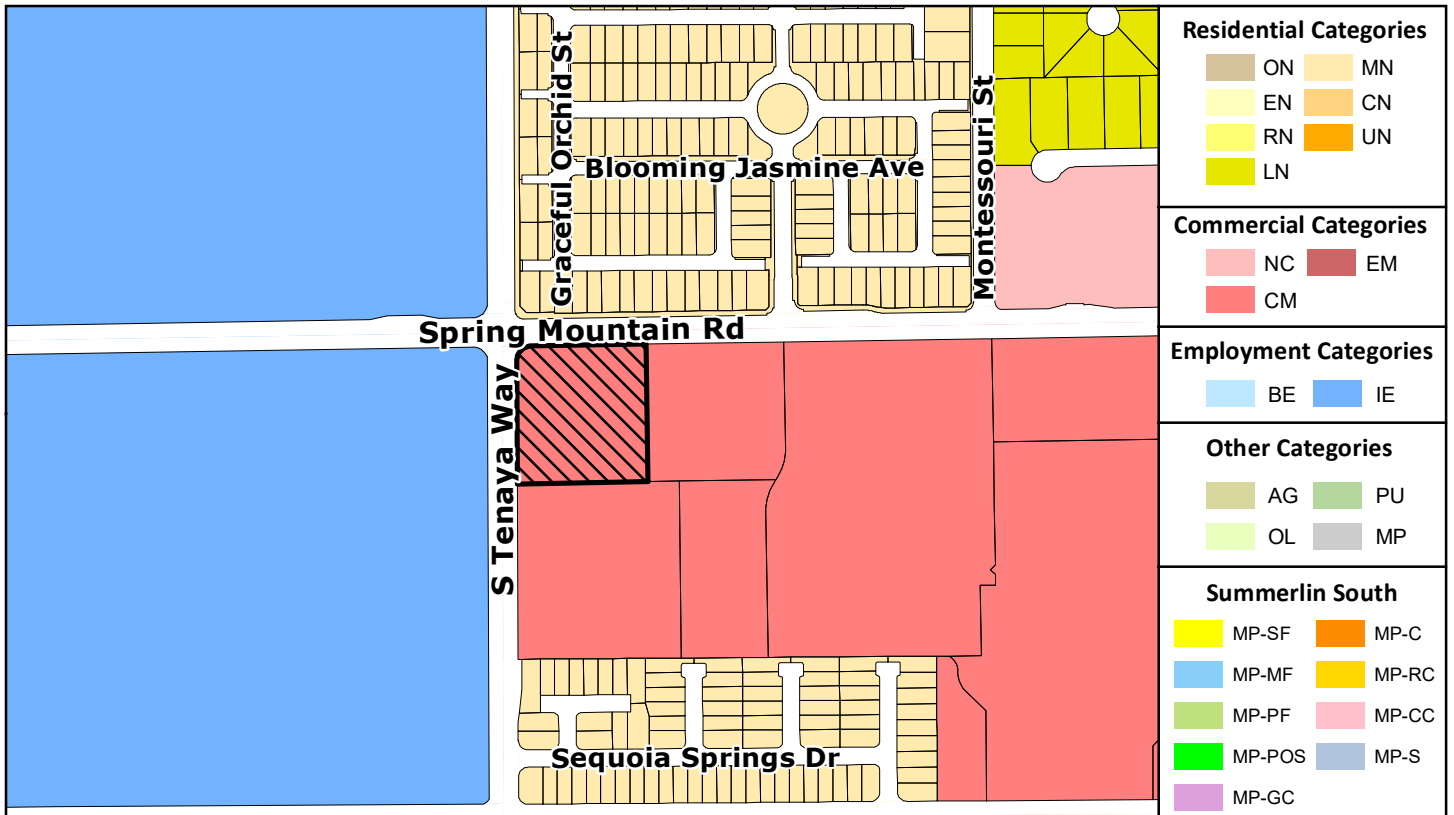 Graceful Orchid St
Blooming Jasmine Ave
Montessouri St
Spring Mountain Rd
S Tenaya Way
Sequoia Springs Dr
Residential Categories
ON MN
EN CN
RN UN
LN
Commercial Categories
NC EM
CM
Employment Categories
BE IE
Other Categories
AG PU
OL MP
Summerlin South
MP-SF MP-C
MP-MF MP-RC
MP-PF MP-CC
MP-POS MP-S
MP-GC